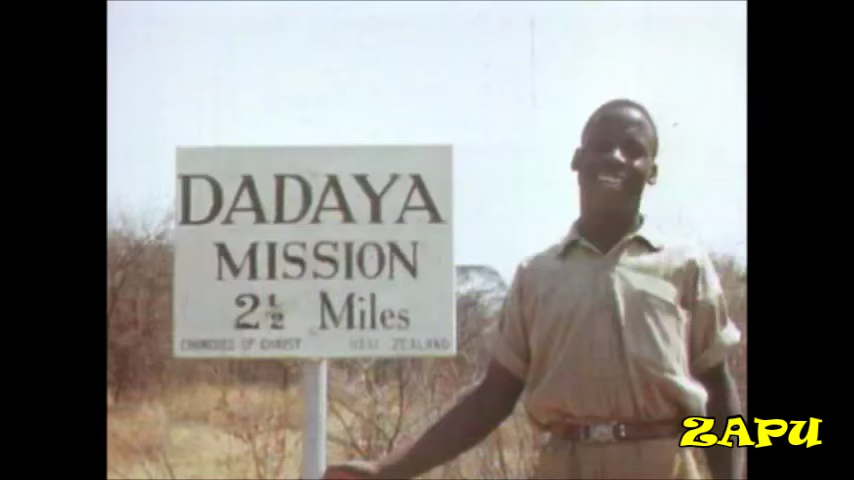 DADAYA
MISSION
2½ Miles
CHURCHES OF CHRIST NEW ZEALAND
ZAPU